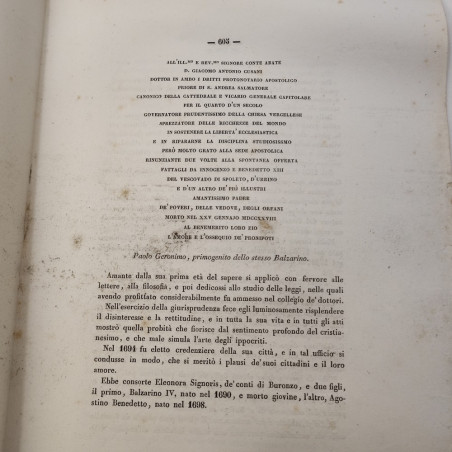 — 603 —
ALL'ILL.mo E REV.mo SIGNORE CONTE ABATE
D. GIACOMO ANTONIO CUSANI
DOTTOR IN AMBO I DRITTI PROTONOTARIO APOSTOLICO
PRIORE DI S. ANDREA SALMATORE
CANONICO DELLA CATTEDRALE E VICARIO GENERALE CAPITOLARE
PER IL QUARTO D'UN SECOLO
GOVERNATORE PRUDENTISSIMO DELLA CHIESA VERCELLESE
SPREZZATORE DELLE RICCHEZZE DEL MONDO
IN SOSTENERE LA LIBERTA' ECCLESIASTICA
E IN RIPARARNE LA DISCIPLINA STUDIOSISSIMO
PERÒ MOLTO GRATO ALLA SEDE APOSTOLICA
RINUNZIANTE DUE VOLTE ALLA SPONTANEA OFFERTA
FATTAGLI DA INNOCENZO E BENEDETTO XIII
DEL VESCOVADO DI SPOLETO, D'URBINO
E D'UN ALTRO DE' PIÙ ILLUSTRI
AMANTISSIMO PADRE
DE' POVERI, DELLE VEDOVE, DEGLI ORFANI
MORTO NEL XXV GENNAJO MDCCXXVIII
AL BENEMERITO LORO ZIO
L'AMORE E L'OSSEQUIO DE' PRONIPOTI
Paolo Geronimo, primogenito dello stesso Balzarino.
Amante dalla sua prima età del sapere si applicò con fervore alle
lettere, alla filosofia, e poi dedicossi allo studio delle leggi, nelle quali
avendo profittato considerabilmente fu ammesso nel collegio de' dottori.
Nell'esercizio della giurisprudenza fece egli luminosamente risplendere
il disinteresse e la rettitudine, e in tutta la sua vita e in tutti gli atti
mostrò quella probità che fiorisce dal sentimento profondo del cristia-
nesimo, e che male simula l'arte degli ippocriti.
Nel 1694 fu eletto credenziere della sua città, e in tal ufficio si
condusse in modo, che si meritò i plausi de' suoi cittadini e il loro
amore.
Ebbe consorte Eleonora Signoris, de' conti di Buronzo, e due figli,
il primo, Balzarino IV, nato nel 1690, e morto giovine, l'altro, Ago-
stino Benedetto, nato nel 1698.